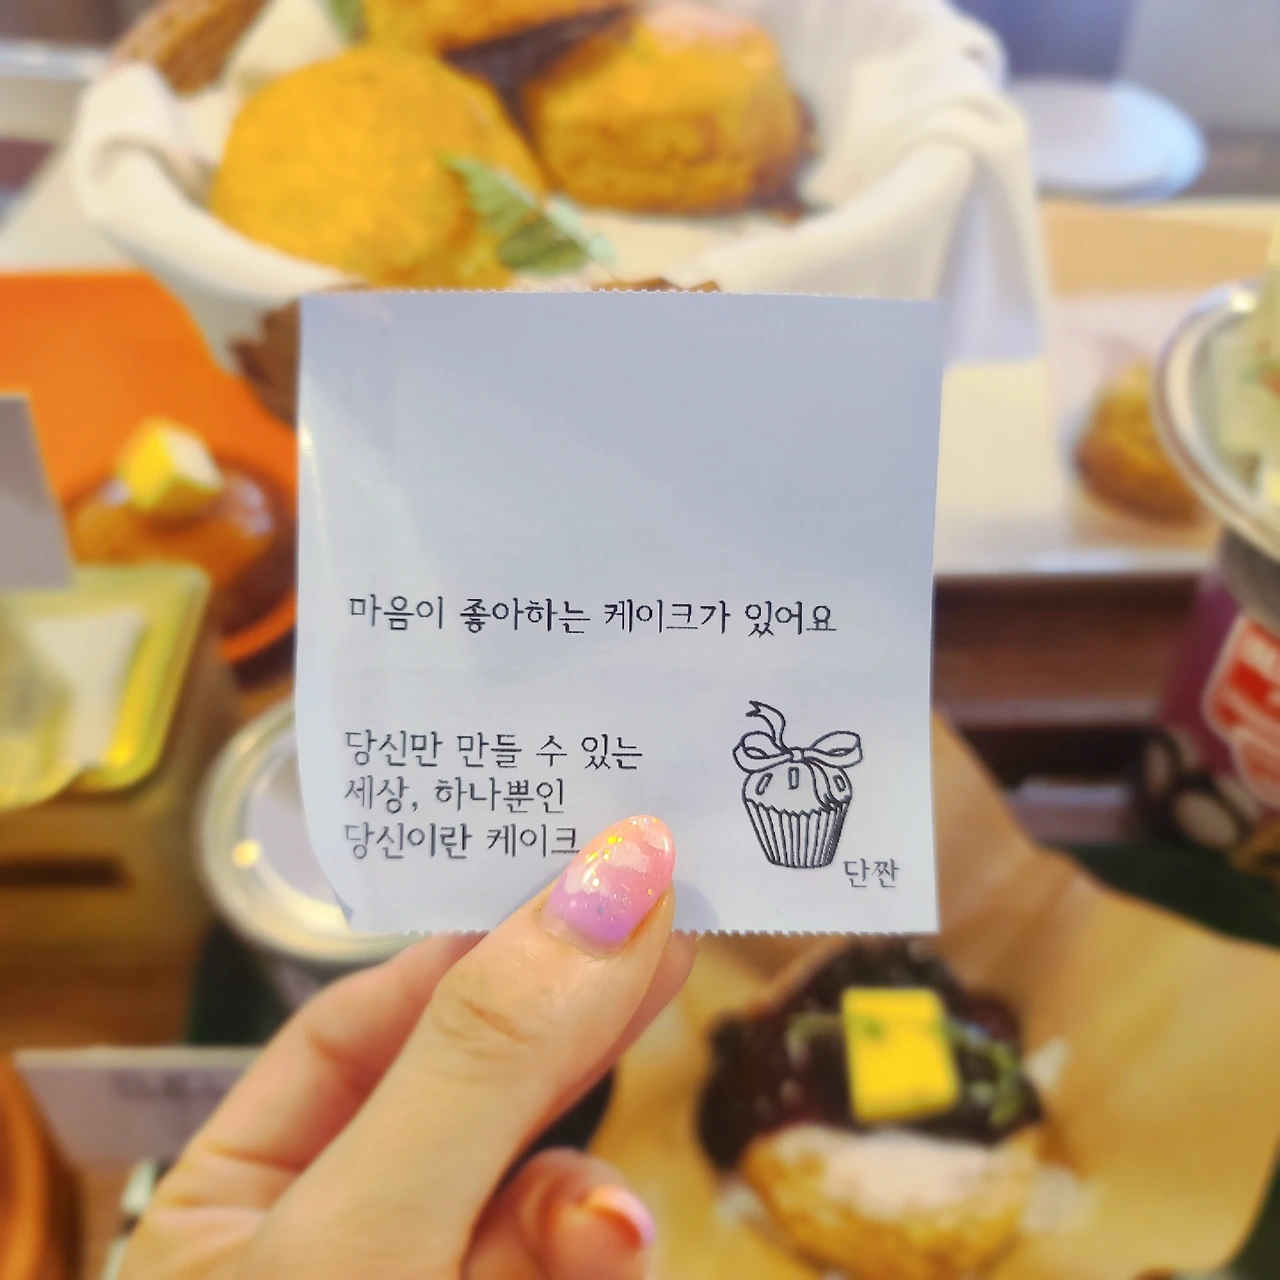 마음이 좋아하는 케이크가 있어요
당신만 만들 수 있는
세상, 하나뿐인
당신이란 케이크
단짠